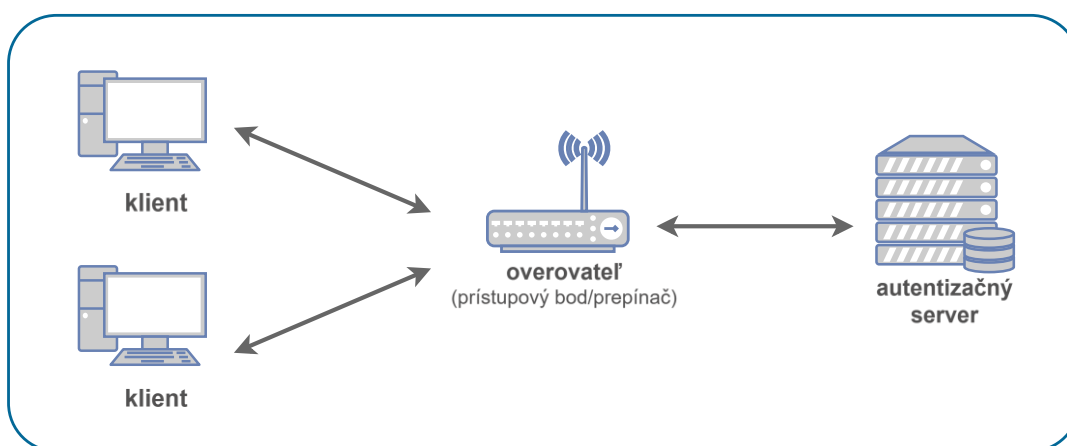 klient
klient
overovateľ
(prístupový bod/prepínač)
autentizačný
server